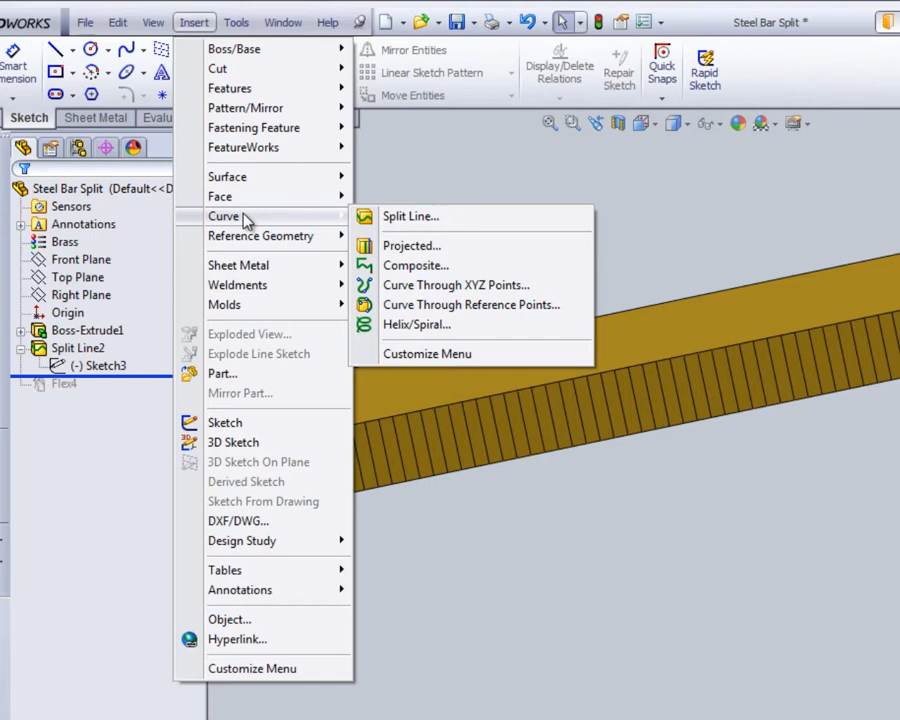 DWORKS File Edit View Insert Tools Window Help Steel Bar Split *
Smart
imension
Mirror Entities
Linear Sketch Pattern
Move Entities
Display/Delete
Relations
Repair
Sketch
Quick
Snaps
Rapid
Sketch
Sketch Sheet Metal Evalu
Steel Bar Split (Default<<D
Sensors
Annotations
Brass
Front Plane
Top Plane
Right Plane
Origin
Boss-Extrude1
Split Line2
(-) Sketch3
Flex4
Boss/Base
Cut
Features
Pattern/Mirror
Fastening Feature
FeatureWorks
Surface
Face
Curve
Reference Geometry
Sheet Metal
Weldments
Molds
Exploded View...
Explode Line Sketch
Part...
Mirror Part...
Sketch
3D Sketch
3D Sketch On Plane
Derived Sketch
Sketch From Drawing
DXF/DWG...
Design Study
Tables
Annotations
Object...
Hyperlink...
Customize Menu
Split Line...
Projected...
Composite...
Curve Through XYZ Points...
Curve Through Reference Points...
Helix/Spiral...
Customize Menu